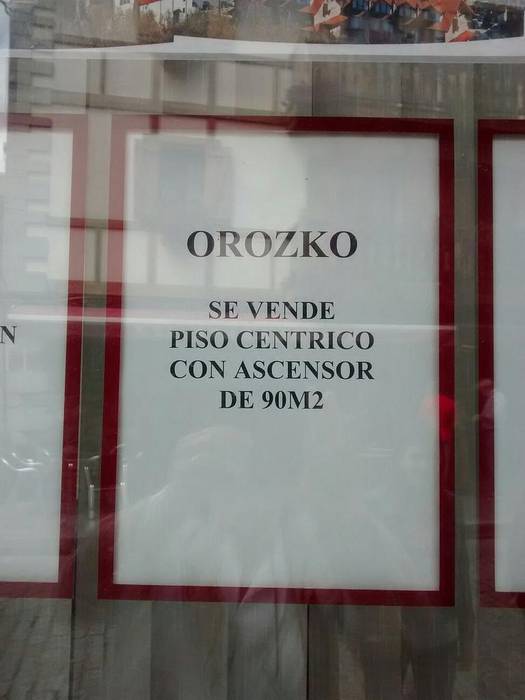 OROZKO
SE VENDE
PISO CENTRICO
CON ASCENSOR
DE 90M2
N